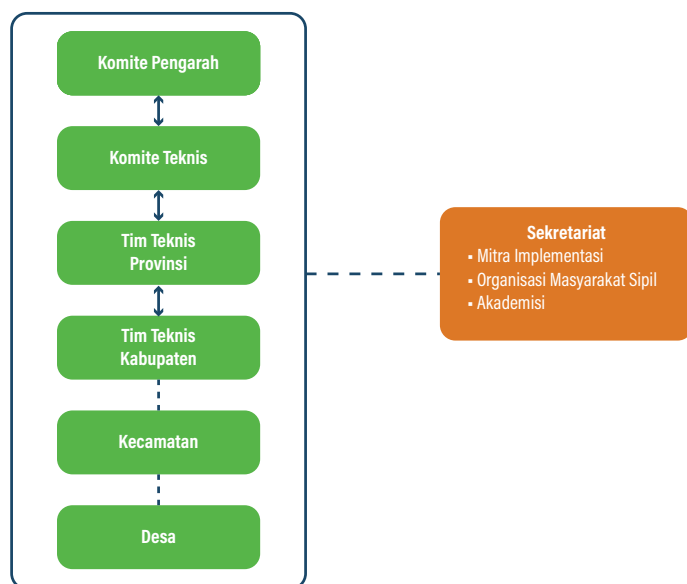 Komite Pengarah
Komite Teknis
Tim Teknis
Provinsi
Tim Teknis
Kabupaten
Kecamatan
Desa
Sekretariat
▪ Mitra Implementasi
▪ Organisasi Masyarakat Sipil
▪ Akademisi